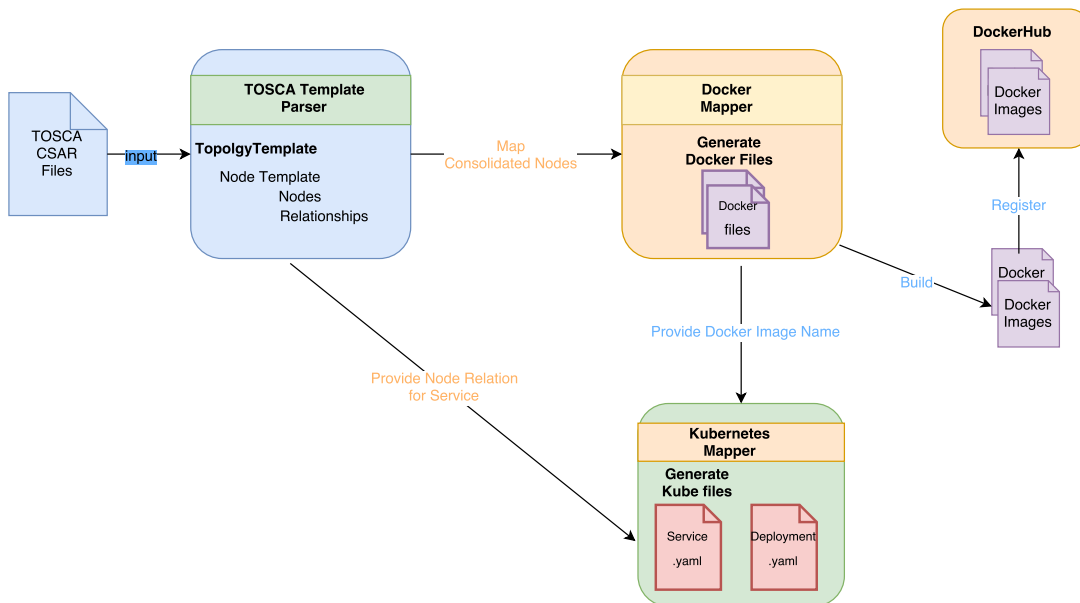 TOSCA
CSAR
Files
input
TOSCA Template
Parser
TopolgyTemplate
Node Template
Nodes
Relationships
Map
Consolidated Nodes
Docker
Mapper
Generate
Docker Files
Docker
files
DockerHub
Docker
Images
Register
Build
Docker
Docker
Images
Provide Docker Image Name
Provide Node Relation
for Service
Kubernetes
Mapper
Generate
Kube files
Service
.yaml
Deployment
.yaml